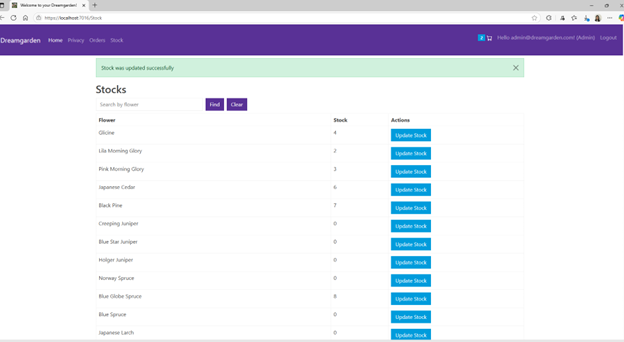 Welcome to your Dreamgarden!
https://localhost:7016/Stock
Dreamgarden Home Privacy Orders Stock 2 Hello admin@dreamgarden.com! (Admin) Logout
Stock was updated successfully
Stocks
Search by flower Find Clear
Flower Stock Actions
Glicine 4 Update Stock
Lila Morning Glory 2 Update Stock
Pink Morning Glory 3 Update Stock
Japanese Cedar 6 Update Stock
Black Pine 7 Update Stock
Creeping Juniper 0 Update Stock
Blue Star Juniper 0 Update Stock
Holger Juniper 0 Update Stock
Norway Spruce 0 Update Stock
Blue Globe Spruce 8 Update Stock
Blue Spruce 0 Update Stock
Japanese Larch 0 Update Stock